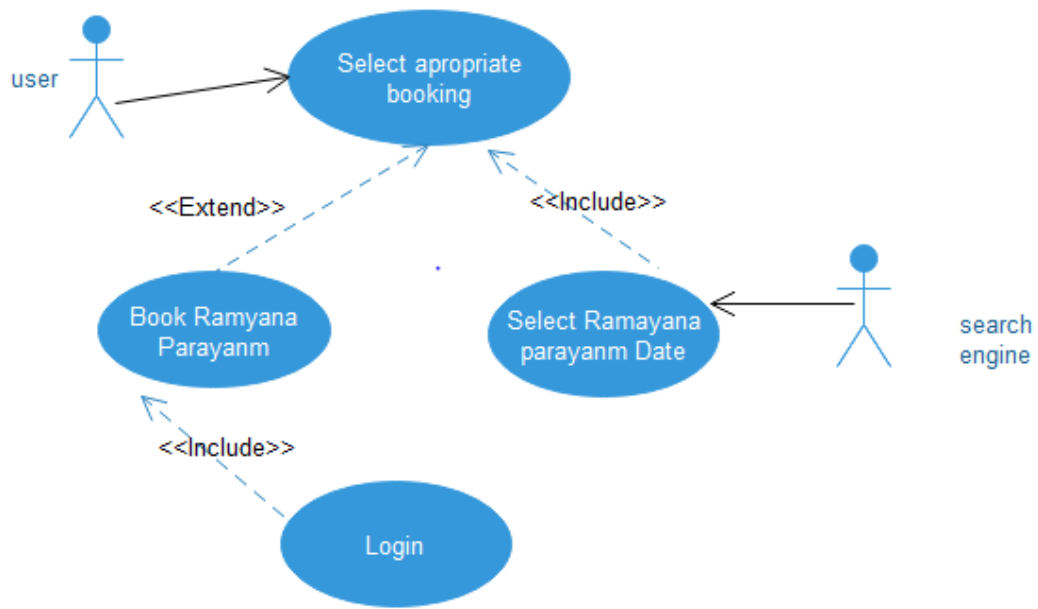 user
Select apropriate
booking
<<Extend>>
<<Include>>
Book Ramyana
Parayanm
Select Ramayana
parayanm Date
search
engine
<<Include>>
Login